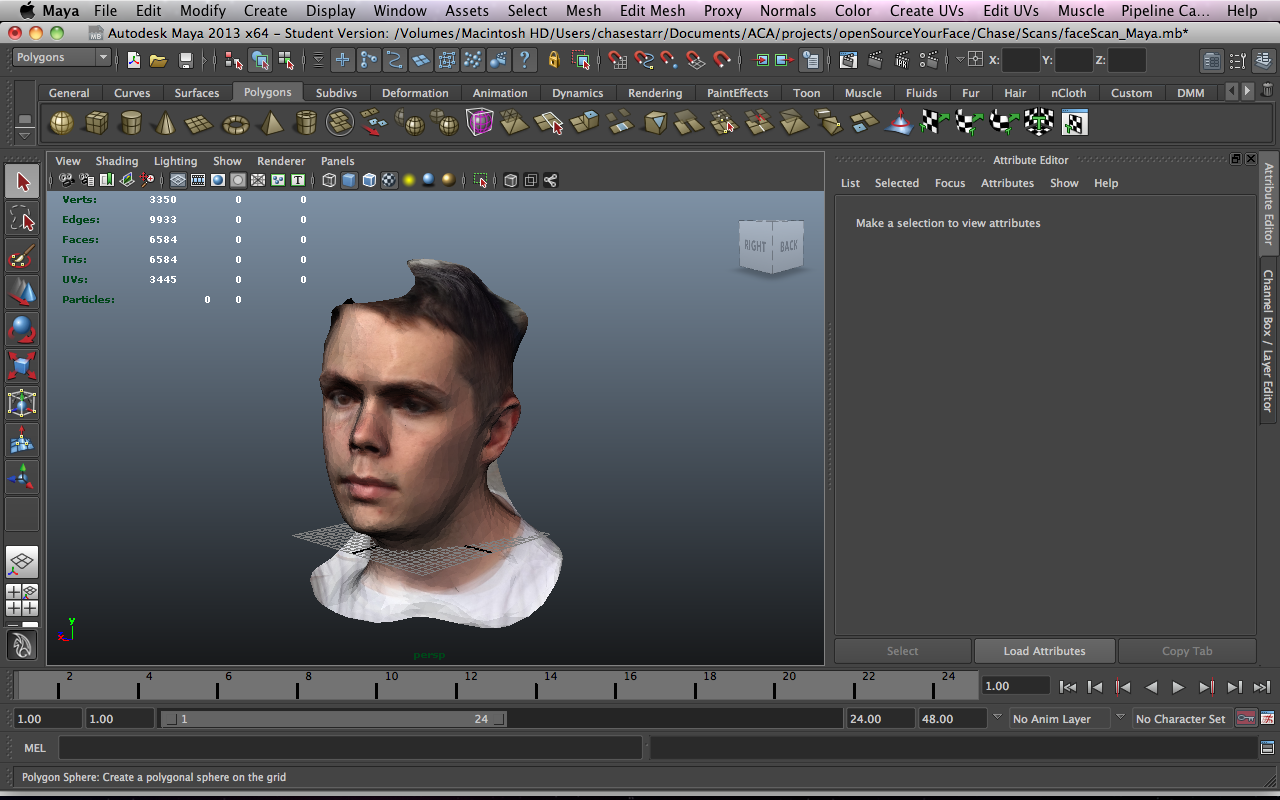 Maya File Edit Modify Create Display Window Assets Select Mesh Edit Mesh Proxy Normals Color Create UVs Edit UVs Muscle Pipeline Ca... Help
MB Autodesk Maya 2013 x64 - Student Version: /Volumes/Macintosh HD/Users/chasestarr/Documents/ACA/projects/openSourceYourFace/Chase/Scans/faceScan_Maya.mb*
Polygons X: Y: Z:
General Curves Surfaces Polygons Subdivs Deformation Animation Dynamics Rendering PaintEffects Toon Muscle Fluids Fur Hair nCloth Custom DMM
View Shading Lighting Show Renderer Panels
Attribute Editor
List Selected Focus Attributes Show Help
Verts: 3350 0 0
Edges: 9933 0 0
Faces: 6584 0 0
Tris: 6584 0 0
UVs: 3445 0 0
Particles: 0 0
RIGHT BACK
Make a selection to view attributes
Attribute Editor
Channel Box / Layer Editor
y
x
persp
Select Load Attributes Copy Tab
2 4 6 8 10 12 14 16 18 20 22 24 1.00
1.00 1.00 1 24 24.00 48.00 No Anim Layer No Character Set
MEL
Polygon Sphere: Create a polygonal sphere on the grid